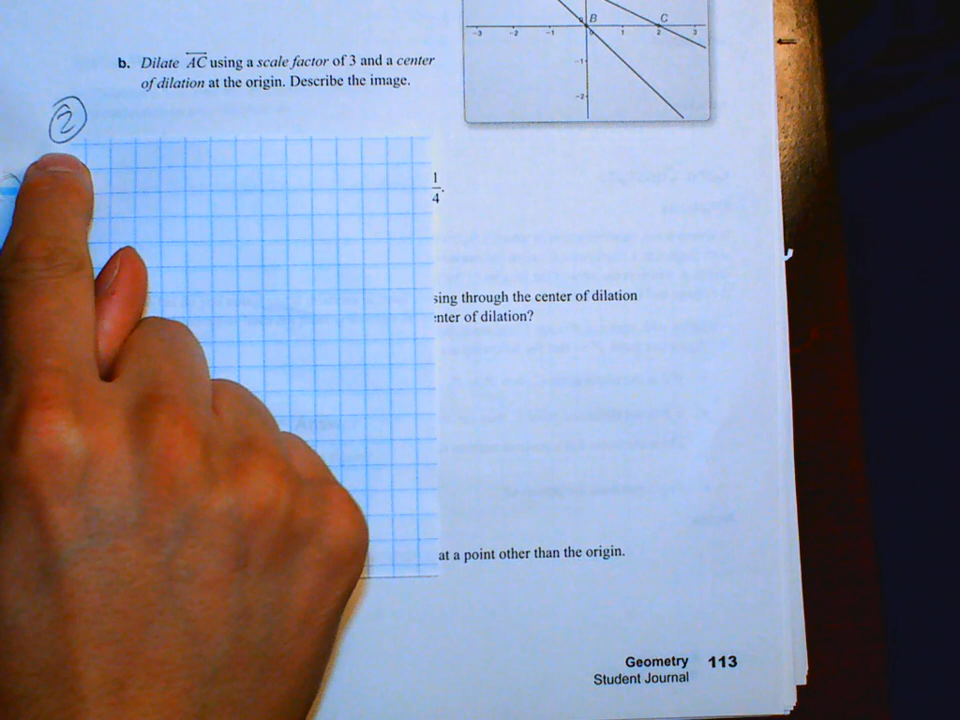 B C
-3 -2 -1 0 1 2 3
-1
-2
b. Dilate AC using a scale factor of 3 and a center
of dilation at the origin. Describe the image.
2
1
4.
sing through the center of dilation
enter of dilation?
at a point other than the origin.
Geometry 113
Student Journal